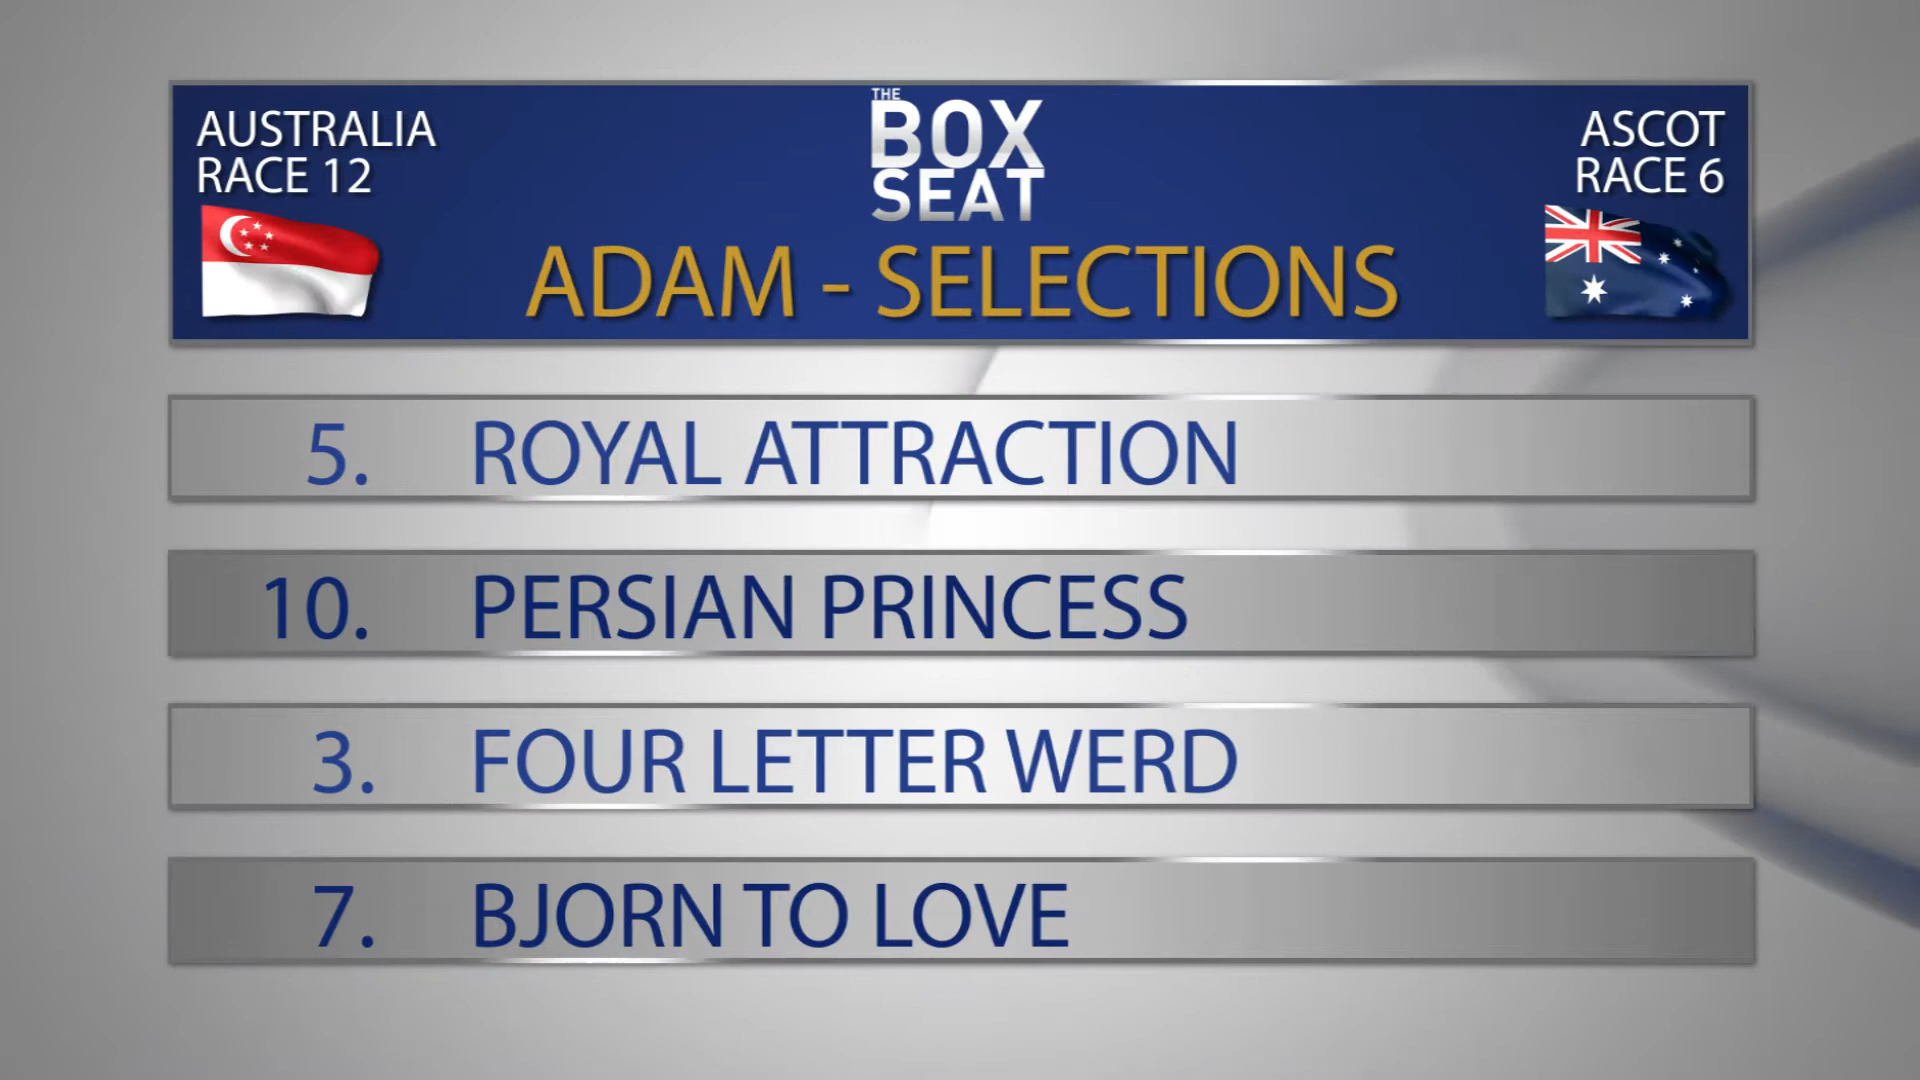 AUSTRALIA
RACE 12
THE
BOX
SEAT
ASCOT
RACE 6
ADAM - SELECTIONS
5. ROYAL ATTRACTION
10. PERSIAN PRINCESS
3. FOUR LETTER WERD
7. BJORN TO LOVE